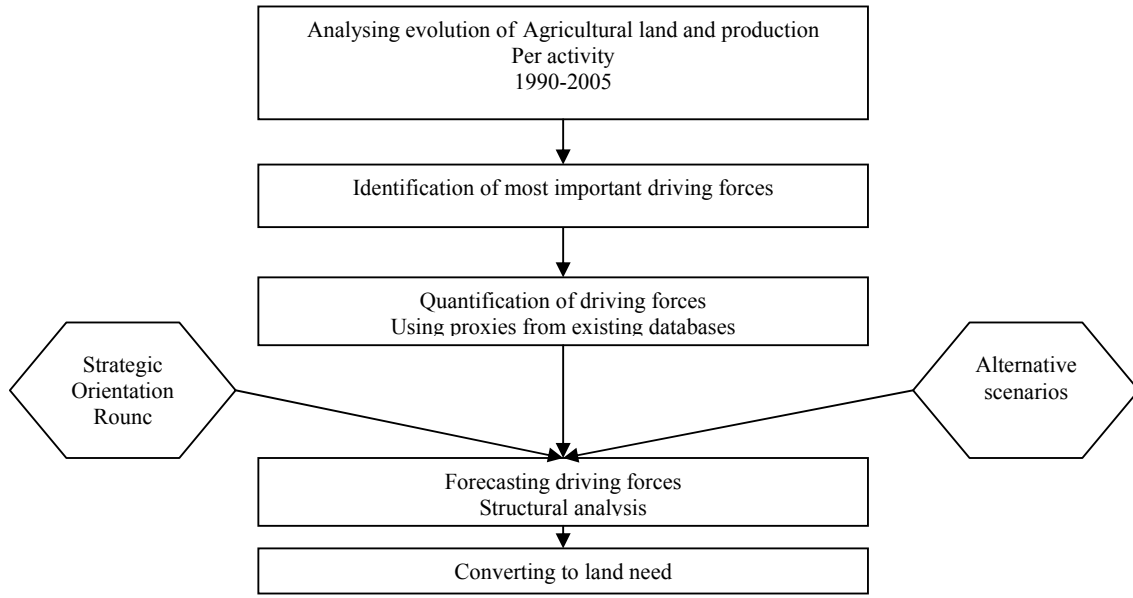 Analysing evolution of Agricultural land and production
Per activity
1990-2005
Identification of most important driving forces
Quantification of driving forces
Using proxies from existing databases
Strategic
Orientation
Rounc
Alternative
scenarios
Forecasting driving forces
Structural analysis
Converting to land need